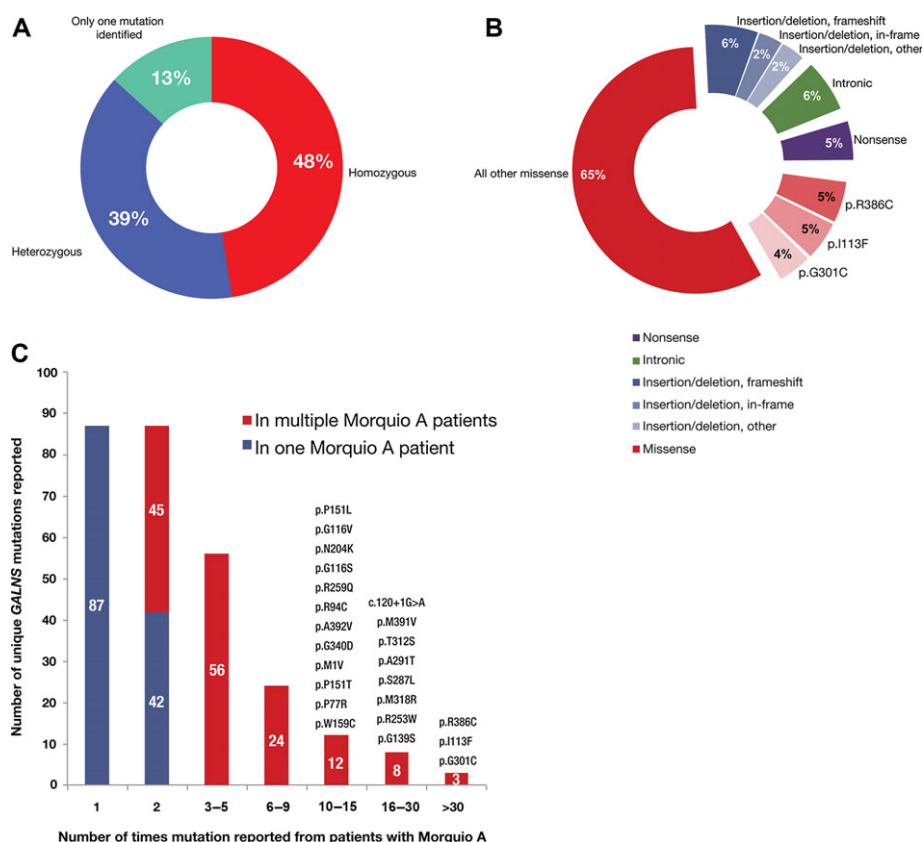 A
Only one mutation
identified
13%
48%
Homozygous
39%
Heterozygous
B
Insertion/deletion, frameshift
Insertion/deletion, in-frame
Insertion/deletion, other
6%
2%
2%
Intronic
6%
Nonsense
5%
All other missense
65%
5%
p.R386C
5%
p.I113F
4%
p.G301C
Nonsense
Intronic
Insertion/deletion, frameshift
Insertion/deletion, in-frame
Insertion/deletion, other
Missense
C
Number of unique GALNS mutations reported
100
90
80
70
60
50
40
30
20
10
0
In multiple Morquio A patients
In one Morquio A patient
87
45
42
56
24
p.P151L
p.G116V
p.N204K
p.G116S
p.R259Q
p.R94C
p.A392V
p.G340D
p.M1V
p.P151T
p.P77R
p.W159C
12
c.120+1G>A
p.M391V
p.T312S
p.A291T
p.S287L
p.M318R
p.R253W
p.G139S
8
p.R386C
p.I113F
p.G301C
3
1
2
3–5
6–9
10–15
16–30
>30
Number of times mutation reported from patients with Morquio A